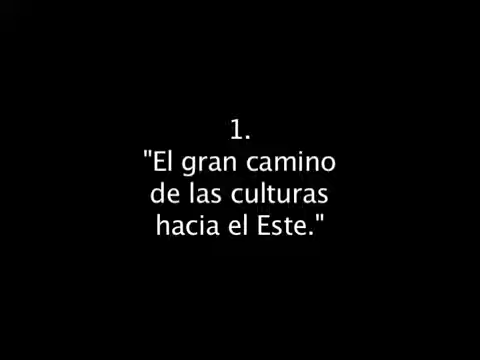 1.
"El gran camino
de las culturas
hacia el Este."